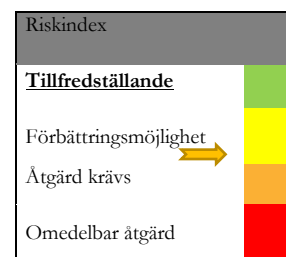 Riskindex
Tillfredställande
Förbättringsmöjlighet
Åtgärd krävs
Omedelbar åtgärd